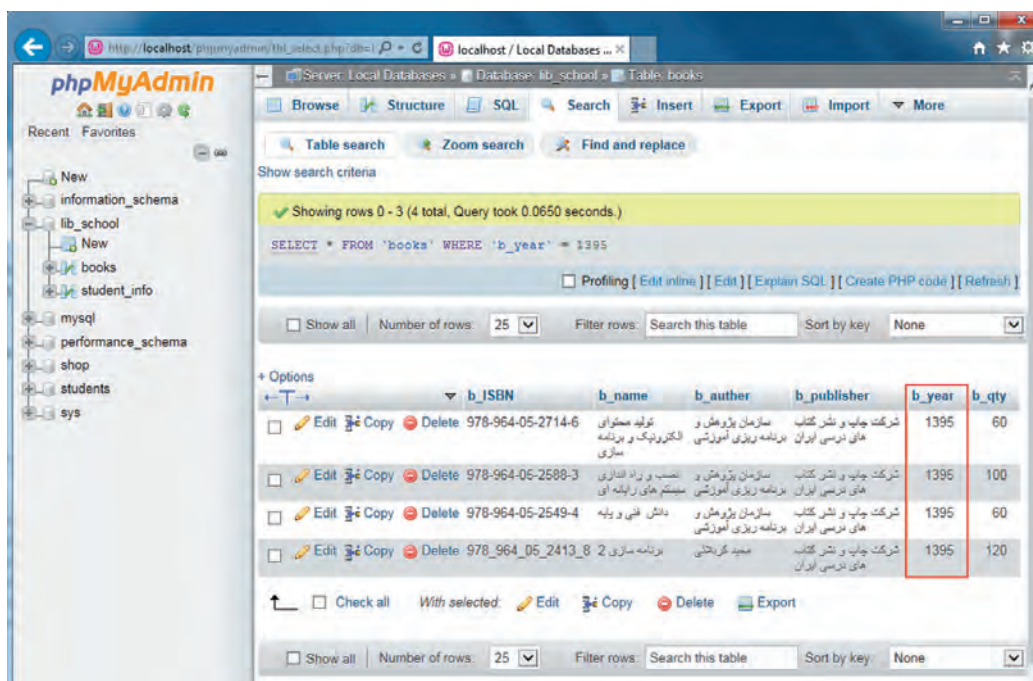 http://localhost/phpmyadmin/tbl_select.php?db=l
localhost / Local Databases ...
phpMyAdmin
Recent Favorites
New
information_schema
lib_school
New
books
student_info
mysql
performance_schema
shop
students
sys
Server: Local Databases » Database: lib_school » Table: books
Browse Structure SQL Search Insert Export Import More
Table search Zoom search Find and replace
Show search criteria
Showing rows 0 - 3 (4 total, Query took 0.0650 seconds.)
SELECT * FROM `books` WHERE `b_year` = 1395
Profiling [ Edit inline ] [ Edit ] [ Explain SQL ] [ Create PHP code ] [ Refresh ]
Show all Number of rows: 25 Filter rows: Search this table Sort by key: None
+ Options
b_ISBN b_name b_auther b_publisher b_year b_qty
Edit Copy Delete 978-964-05-2714-6 تولید محتوای سازمان پژوهش و شرکت چاپ و نشر کتاب 1395 60
الکترونیک و برنامه برنامه ریزی آموزشی های درسی ایران
سازی
Edit Copy Delete 978-964-05-2588-3 نصب و راه اندازی سازمان پژوهش و شرکت چاپ و نشر کتاب 1395 100
سیستم های رایانه ای برنامه ریزی آموزشی های درسی ایران
Edit Copy Delete 978-964-05-2549-4 دانش فنی و پایه سازمان پژوهش و شرکت چاپ و نشر کتاب 1395 60
برنامه ریزی آموزشی های درسی ایران
Edit Copy Delete 978_964_05_2413_8 برنامه سازی 2 مجید کربلائی شرکت چاپ و نشر کتاب 1395 120
های درسی ایران
Check all With selected: Edit Copy Delete Export
Show all Number of rows: 25 Filter rows: Search this table Sort by key: None